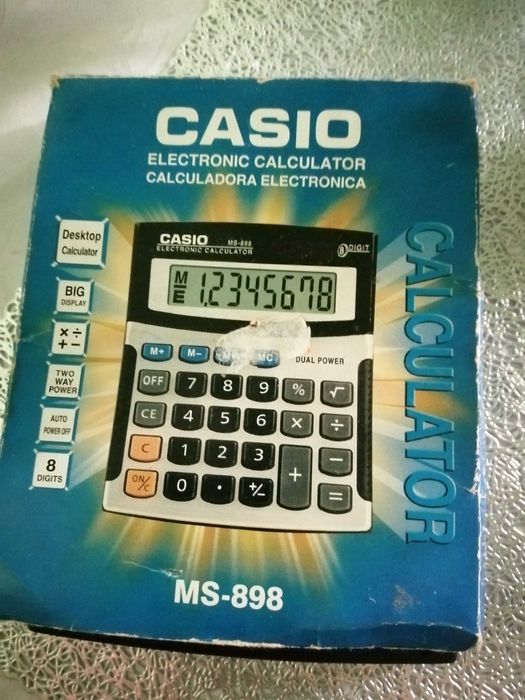 CASIO
ELECTRONIC CALCULATOR
CALCULADORA ELECTRONICA
Desktop
Calculator
BIG
DISPLAY
× ÷
+ −
TWO
WAY
POWER
AUTO
POWER OFF
8
DIGITS
CASIO MS-898
ELECTRONIC CALCULATOR
8 DIGIT
M
E 1,2345678
M+ M− MC
DUAL POWER
OFF 7 8 9 % √
CE 4 5 6 × ÷
C 1 2 3 + −
ON/C 0 . +/− =
CALCULATOR
MS-898